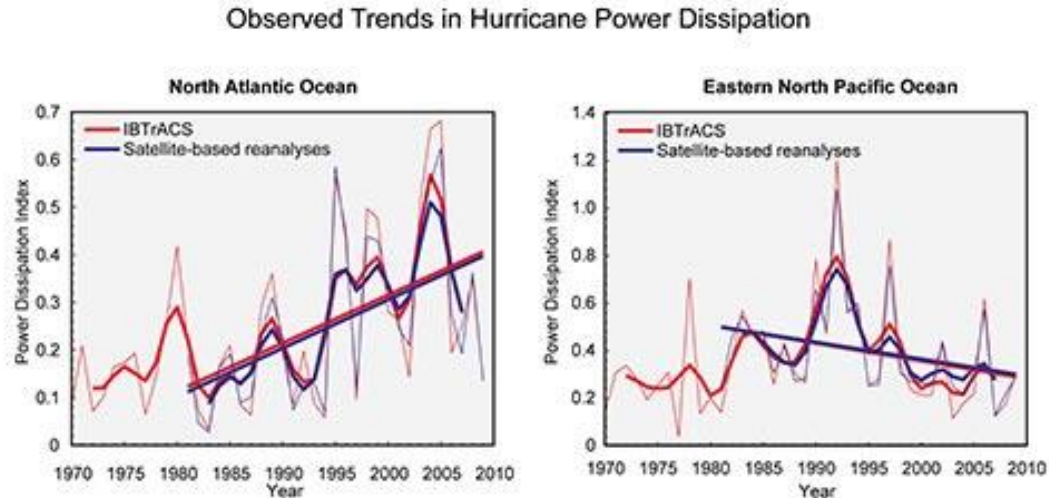 Observed Trends in Hurricane Power Dissipation
North Atlantic Ocean
0.7
0.6
0.5
0.4
0.3
0.2
0.1
0
Power Dissipation Index
IBTrACS
Satellite-based reanalyses
1970 1975 1980 1985 1990 1995 2000 2005 2010
Year
Eastern North Pacific Ocean
1.4
1.2
1.0
0.8
0.6
0.4
0.2
0
Power Dissipation Index
IBTrACS
Satellite-based reanalyses
1970 1975 1980 1985 1990 1995 2000 2005 2010
Year